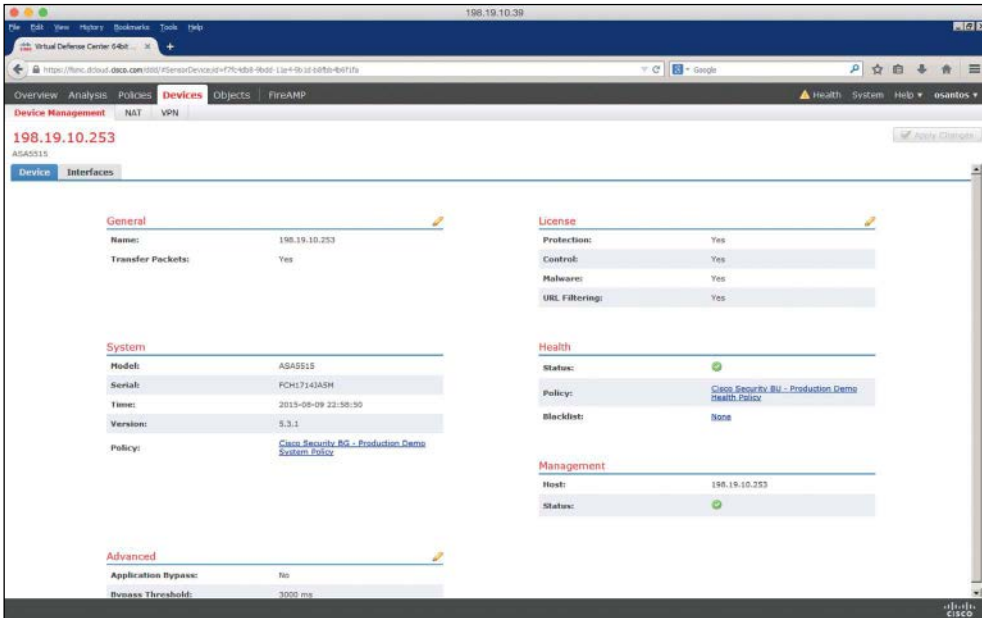 198.19.10.39
File Edit View History Bookmarks Tools Help
Virtual Defense Center 64bit ... × +
Google
Overview Analysis Policies Devices Objects FireAMP Health System Help osantos
Device Management NAT VPN
198.19.10.253
ASA5515
Apply Changes
Device Interfaces
General
Name: 198.19.10.253
Transfer Packets: Yes
License
Protection: Yes
Control: Yes
Malware: Yes
URL Filtering: Yes
System
Model: ASA5515
Serial: FCH1714JA5M
Time: 2015-08-09 22:58:50
Version: 5.3.1
Policy: Cisco Security BG - Production Demo
System Policy
Health
Status:
Policy: Cisco Security BU - Production Demo
Health Policy
Blacklist: None
Management
Host: 198.19.10.253
Status:
Advanced
Application Bypass: No
Bypass Threshold: 3000 ms
CISCO